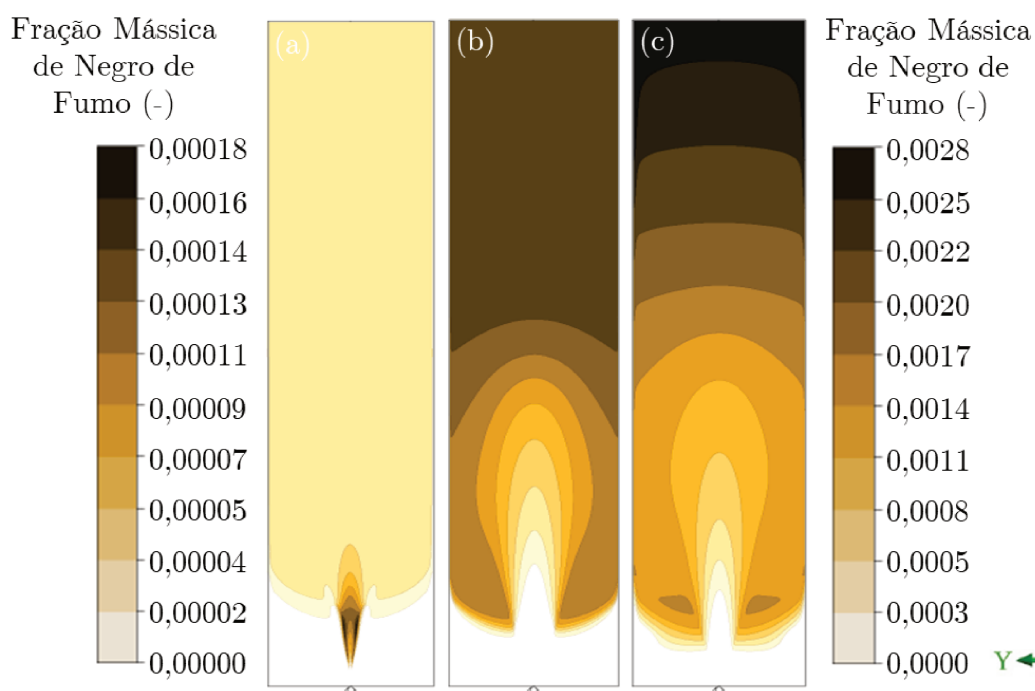 Fração Mássica
de Negro de
Fumo (-)
0,00018
0,00016
0,00014
0,00013
0,00011
0,00009
0,00007
0,00005
0,00004
0,00002
0,00000
(a)
(b)
(c)
Fração Mássica
de Negro de
Fumo (-)
0,0028
0,0025
0,0022
0,0020
0,0017
0,0014
0,0011
0,0008
0,0005
0,0003
0,0000
Y